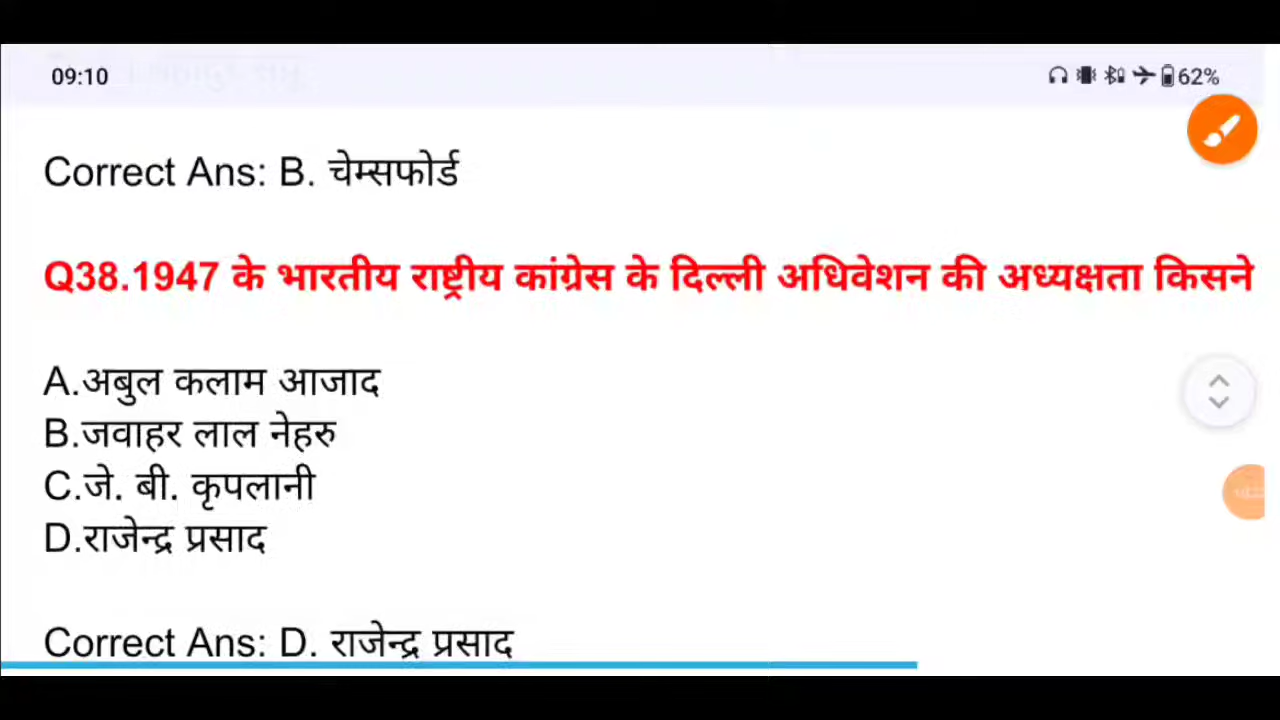 09:10 62%
Correct Ans: B. चेम्सफोर्ड
Q38.1947 के भारतीय राष्ट्रीय कांग्रेस के दिल्ली अधिवेशन की अध्यक्षता किसने
A.अबुल कलाम आजाद
B.जवाहर लाल नेहरु
C.जे. बी. कृपलानी
D.राजेन्द्र प्रसाद
Correct Ans: D. राजेन्द्र प्रसाद